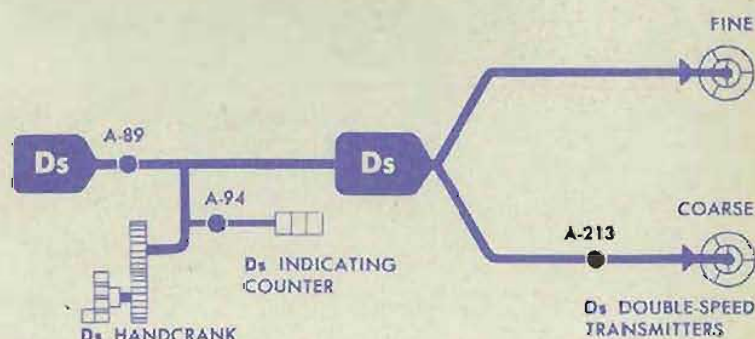 FINE
A-89
Ds
Ds
A-94
COARSE
A-213
Ds INDICATING
COUNTER
Ds DOUBLE-SPEED
TRANSMITTERS
Ds HANDCRANK